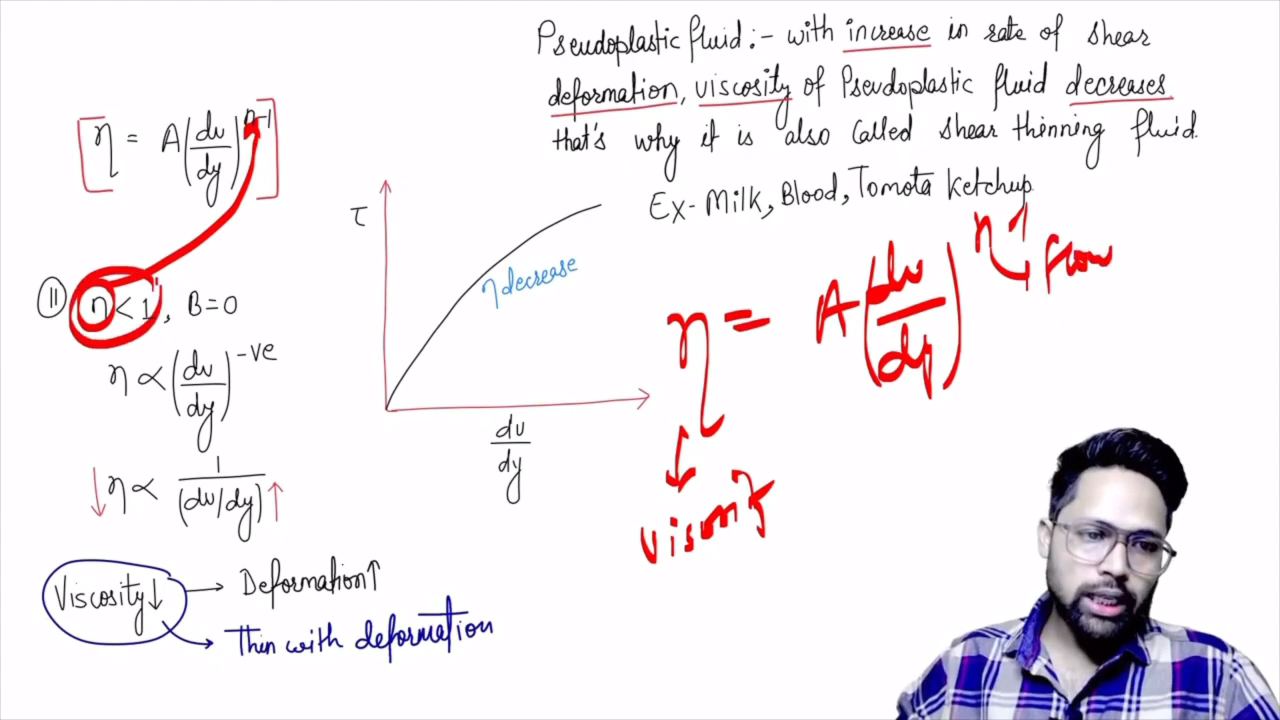 Pseudoplastic fluid :- with increase in rate of shear
deformation, viscosity of Pseudoplastic fluid decreases
that's why it is also called shear thinning fluid.
Ex- Milk, Blood, Tomota Ketchup
η = A(du/dy)^n-1
II η < 1, B = 0
η ∝ (du/dy)^-ve
↓ η ∝ 1/(du/dy) ↑
Viscosity↓ → Deformation↑
→ Thin with deformation
τ
η decrease
du/dy
η = A(du/dy)^n-1
flow